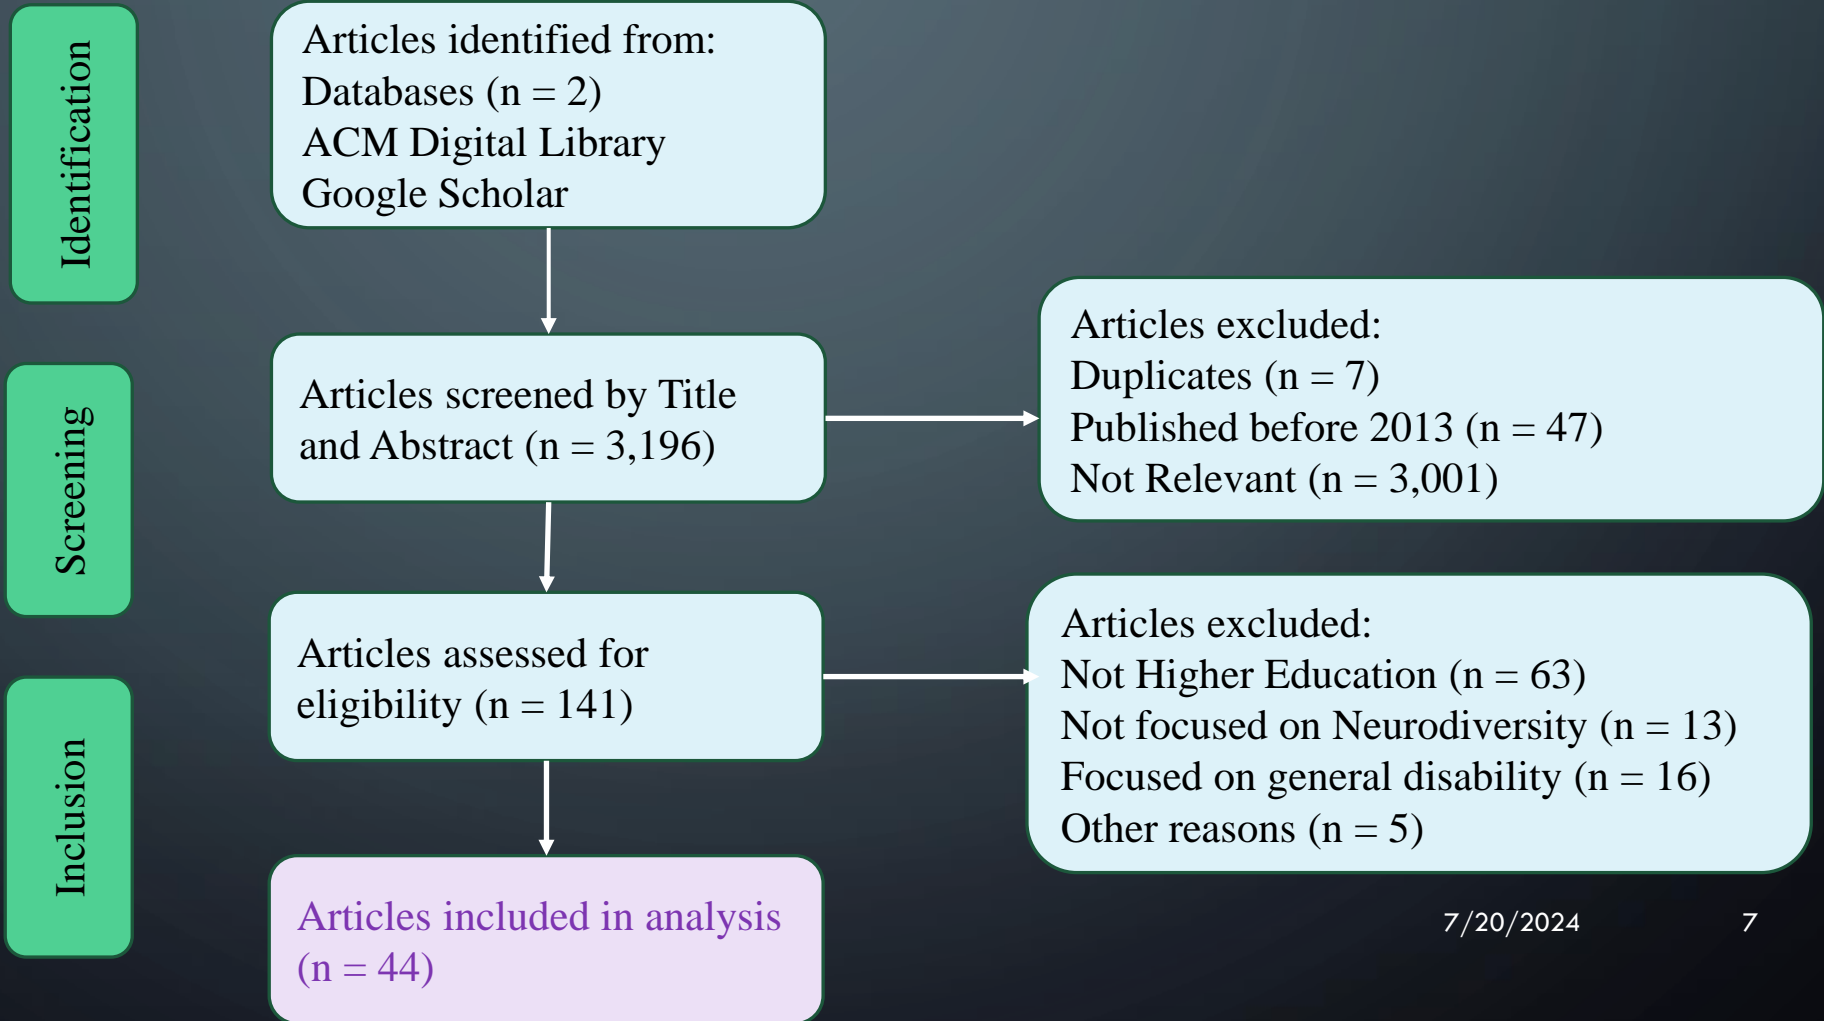 Identification
Articles identified from:
Databases (n = 2)
ACM Digital Library
Google Scholar
Screening
Articles screened by Title
and Abstract (n = 3,196)
Articles excluded:
Duplicates (n = 7)
Published before 2013 (n = 47)
Not Relevant (n = 3,001)
Articles assessed for
eligibility (n = 141)
Articles excluded:
Not Higher Education (n = 63)
Not focused on Neurodiversity (n = 13)
Focused on general disability (n = 16)
Other reasons (n = 5)
Inclusion
Articles included in analysis
(n = 44)
7/20/2024
7